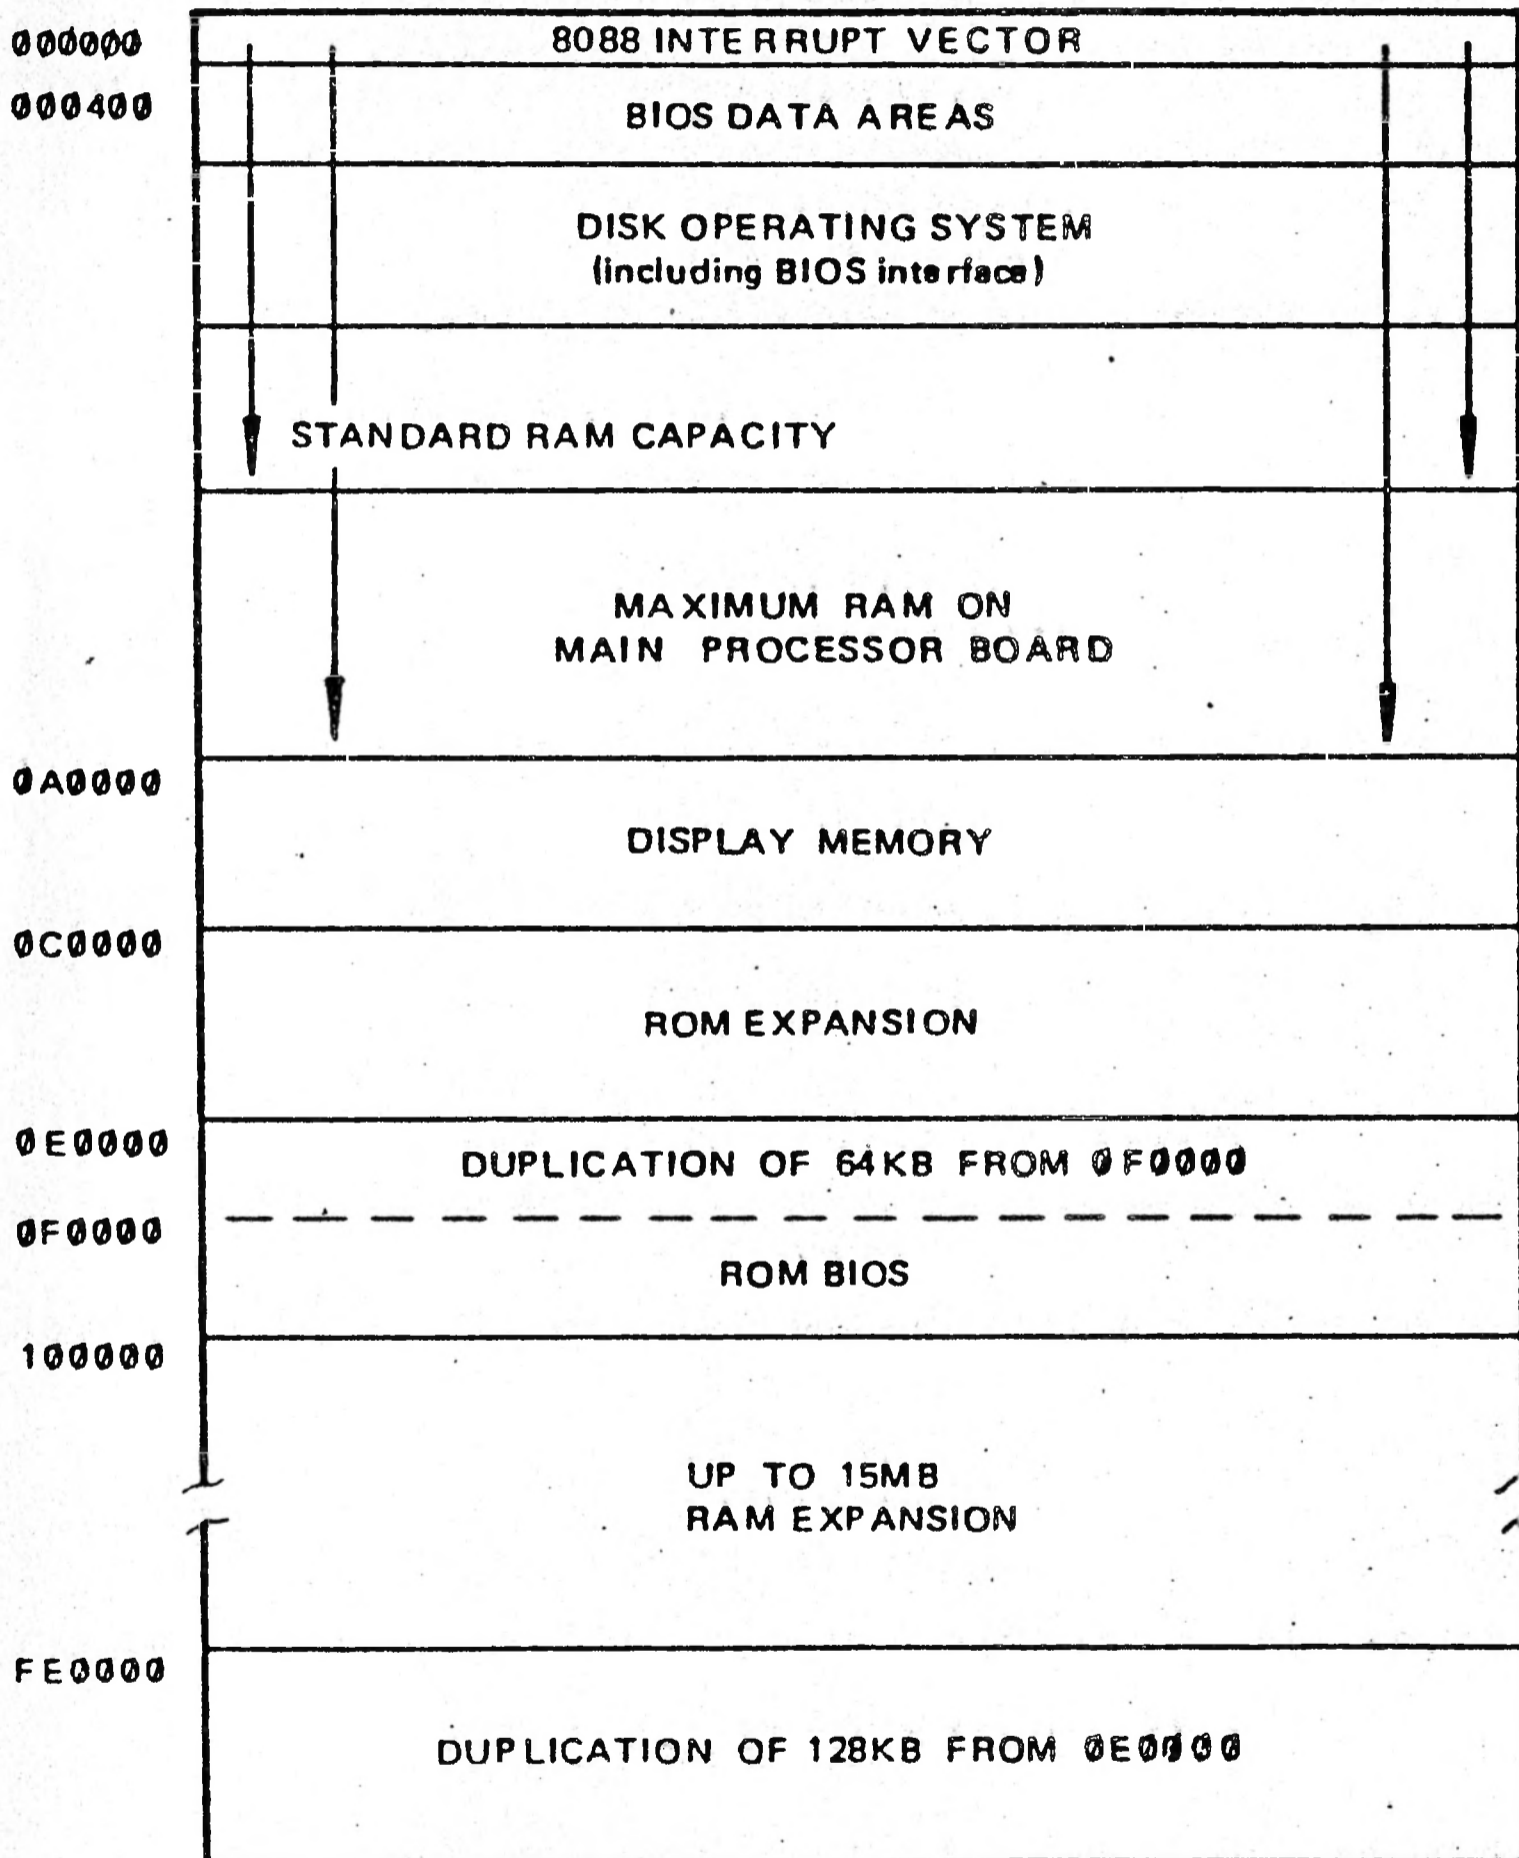 000000
8088 INTERRUPT VECTOR
000400
BIOS DATA AREAS
DISK OPERATING SYSTEM
(including BIOS interface)
STANDARD RAM CAPACITY
MAXIMUM RAM ON
MAIN PROCESSOR BOARD
0A0000
DISPLAY MEMORY
0C0000
ROM EXPANSION
0E0000
DUPLICATION OF 64KB FROM 0F0000
0F0000
ROM BIOS
100000
UP TO 15MB
RAM EXPANSION
FE0000
DUPLICATION OF 128KB FROM 0E0000